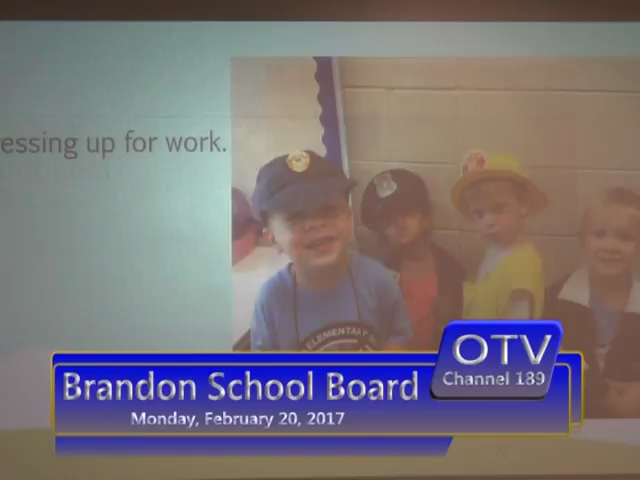 essing up for work.
ELEMENTARY
OTV
Channel 189
Brandon School Board
Monday, February 20, 2017